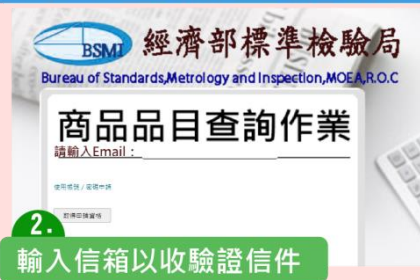 BSMI 經濟部標準檢驗局
Bureau of Standards,Metrology and Inspection,MOEA,R.O.C
商品品目查詢作業
請輸入Email：
2.
輸入信箱以收驗證信件